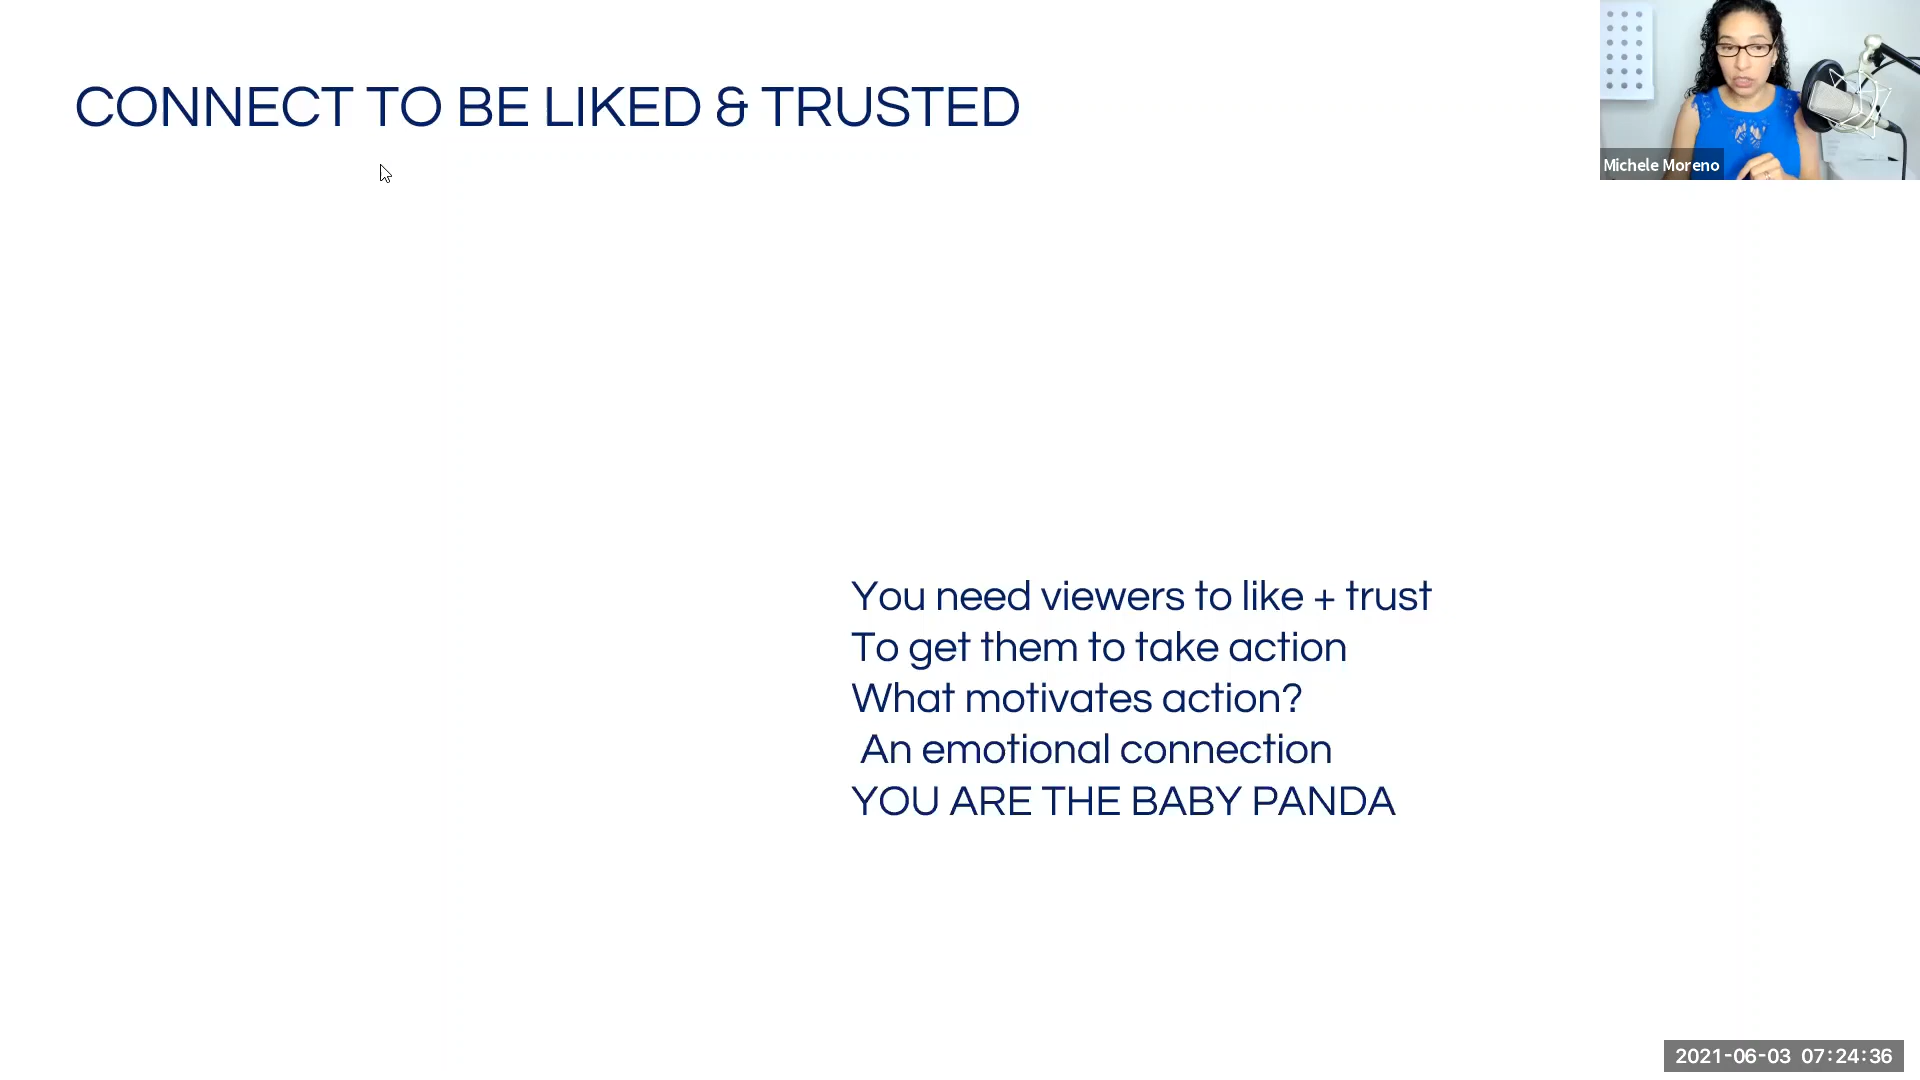 CONNECT TO BE LIKED & TRUSTED
Michele Moreno
You need viewers to like + trust
To get them to take action
What motivates action?
An emotional connection
YOU ARE THE BABY PANDA
2021-06-03 07:24:36